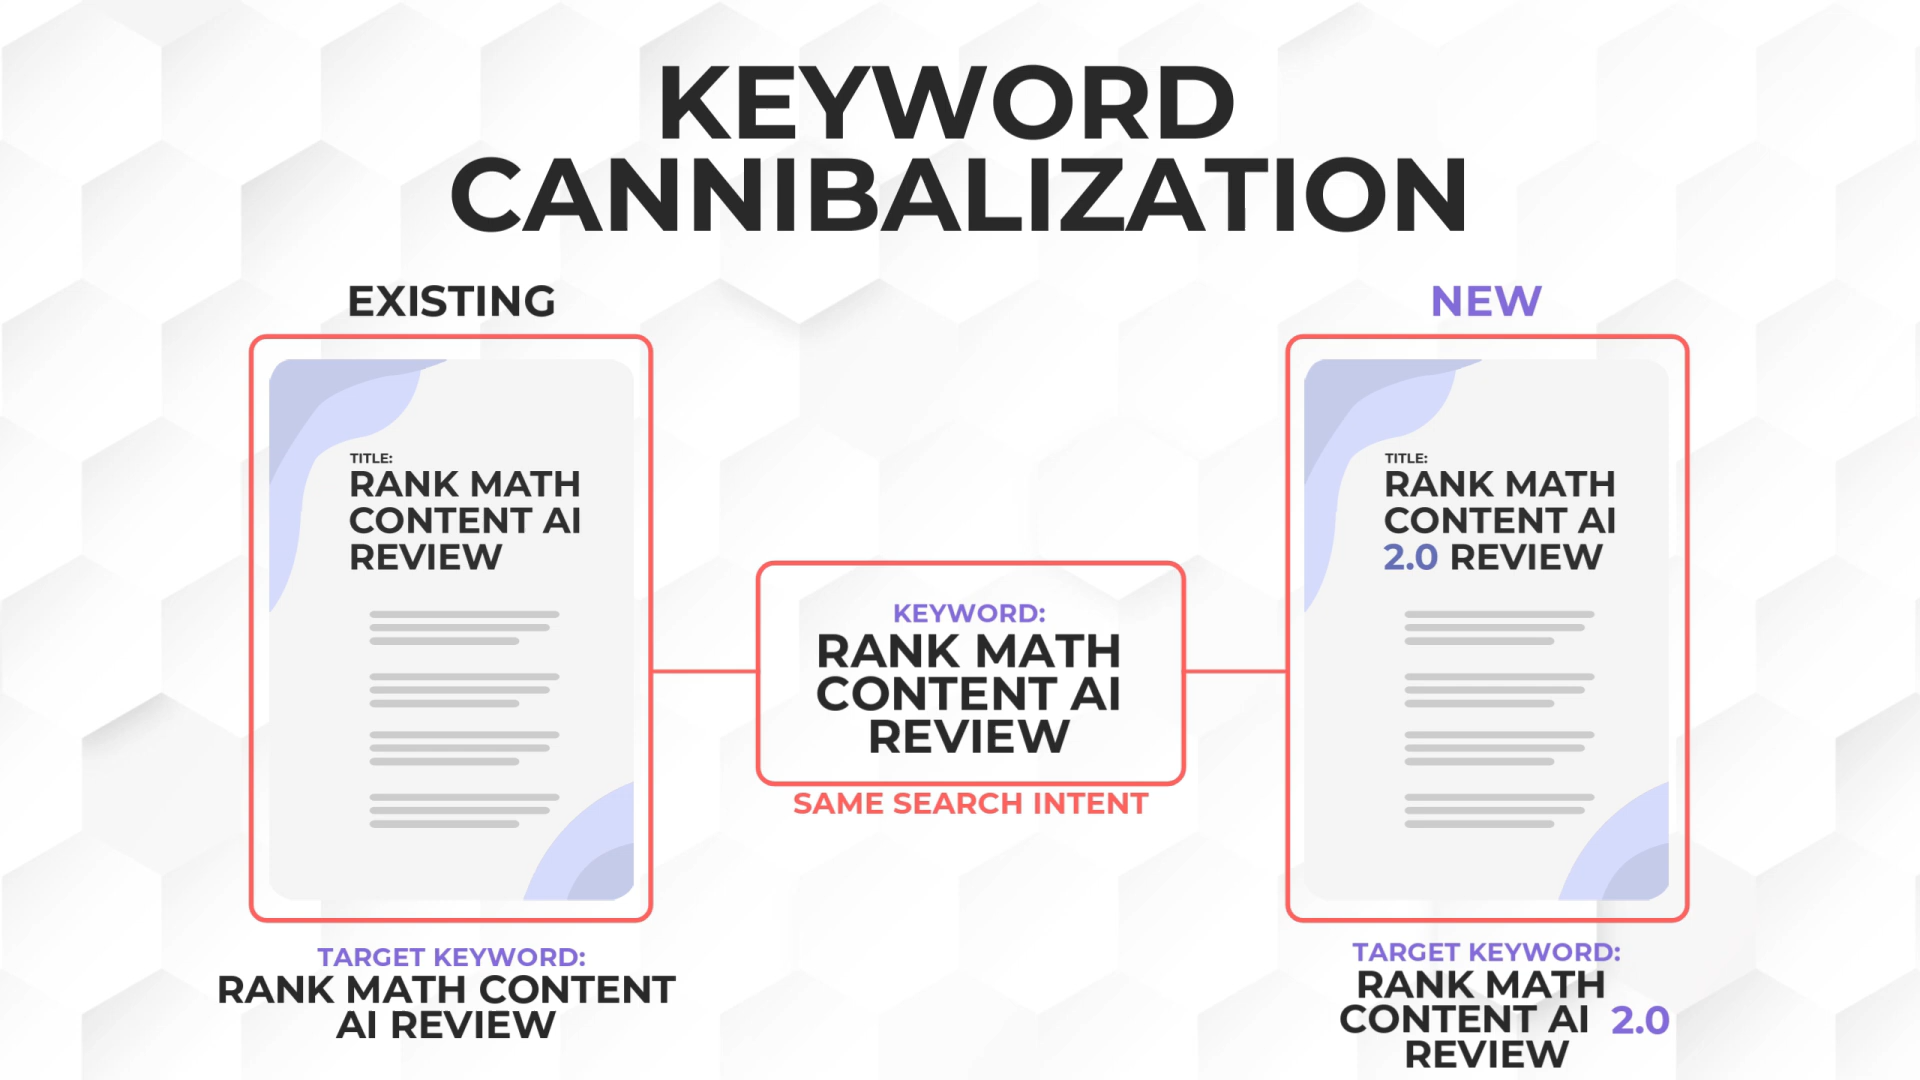 KEYWORD
CANNIBALIZATION
EXISTING
TITLE:
RANK MATH
CONTENT AI
REVIEW
TARGET KEYWORD:
RANK MATH CONTENT
AI REVIEW
KEYWORD:
RANK MATH
CONTENT AI
REVIEW
SAME SEARCH INTENT
NEW
TITLE:
RANK MATH
CONTENT AI
2.0 REVIEW
TARGET KEYWORD:
RANK MATH
CONTENT AI 2.0
REVIEW